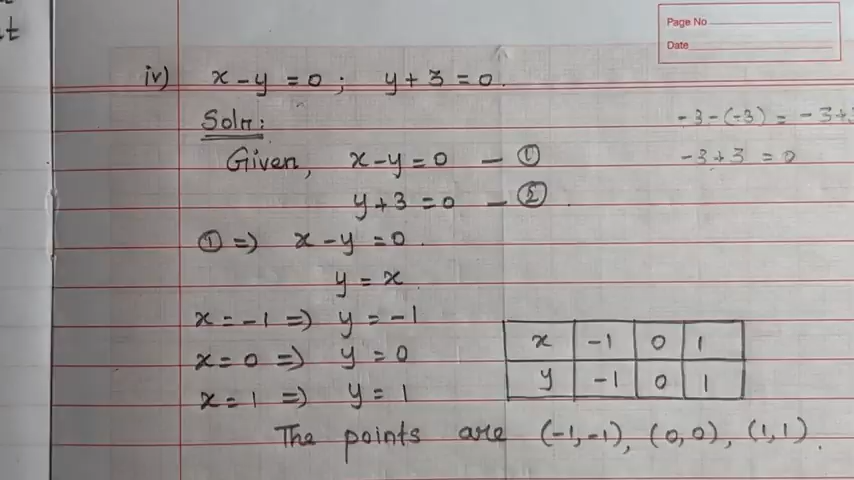 t
Page No
Date
iv) x - y = 0 ; y + 3 = 0.
Soln:
-3-(-3) = -3+3
Given, x - y = 0 — ①
-3+3 = 0
y + 3 = 0 — ②.
① => x - y = 0.
y = x
x = -1 => y = -1
x = 0 => y = 0
x = 1 => y = 1
x -1 0 1
y -1 0 1
The points are (-1,-1), (0,0), (1,1).